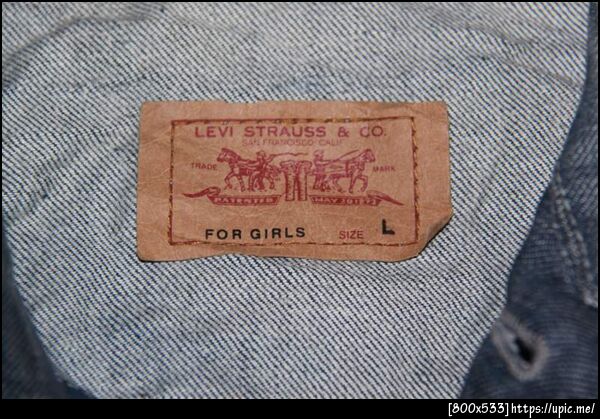 LEVI STRAUSS & CO.
SAN FRANCISCO CALIF
TRADE MARK
PATENTED MAY 20 1873
FOR GIRLS SIZE L
[800x533]https://upic.me/